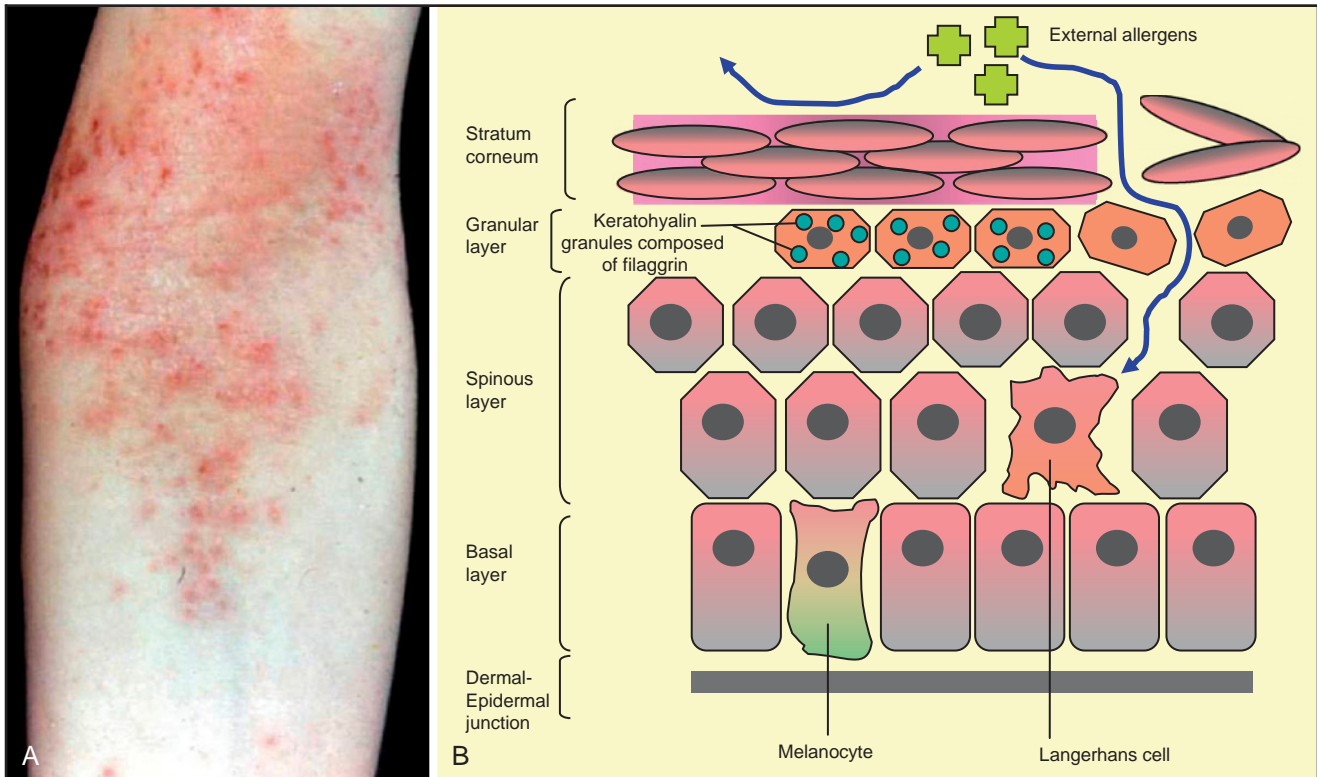 A
B
External allergens
Stratum
corneum
Granular
layer
Keratohyalin
granules composed
of filaggrin
Spinous
layer
Basal
layer
Dermal-
Epidermal
junction
Melanocyte
Langerhans cell